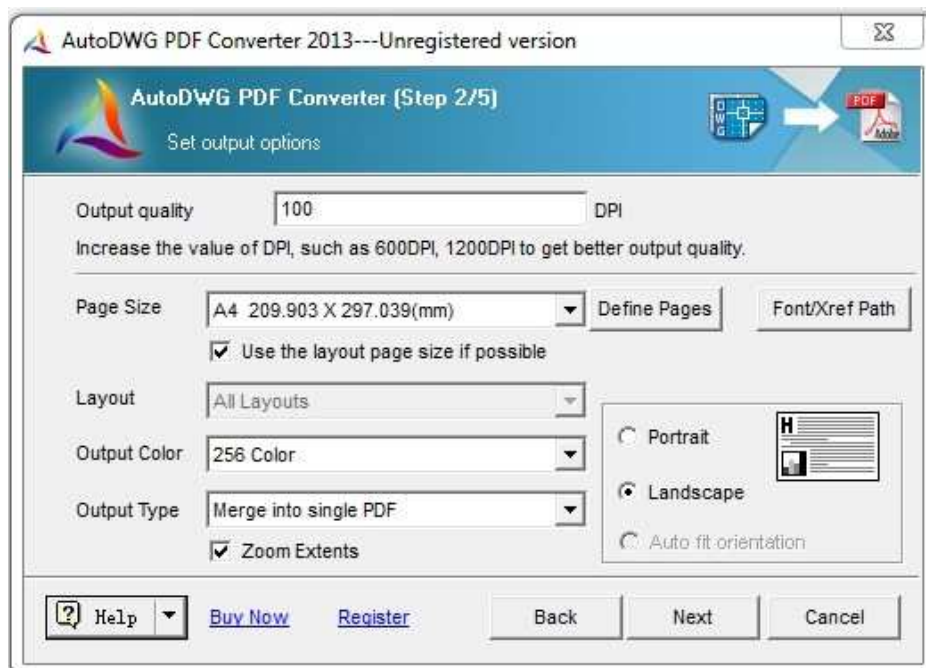 AutoDWG PDF Converter 2013---Unregistered version
AutoDWG PDF Converter (Step 2/5)
Set output options
DWG
PDF
Adobe
Output quality
100
DPI
Increase the value of DPI, such as 600DPI, 1200DPI to get better output quality.
Page Size
A4 209.903 X 297.039(mm)
Define Pages
Font/Xref Path
Use the layout page size if possible
Layout
All Layouts
Output Color
256 Color
Output Type
Merge into single PDF
Zoom Extents
Portrait
H
Landscape
Auto fit orientation
Help
Buy Now
Register
Back
Next
Cancel